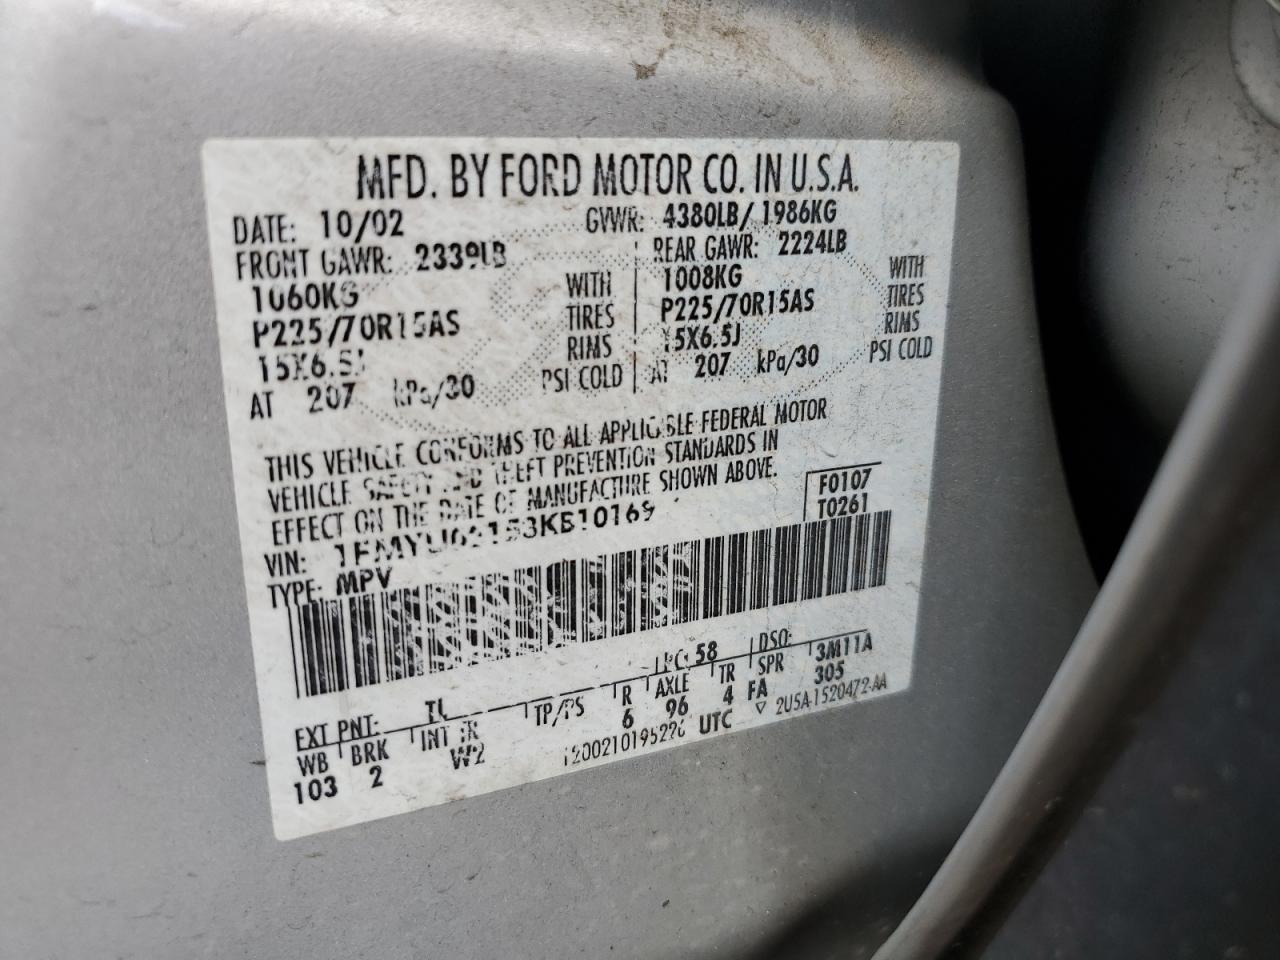 MFD. BY FORD MOTOR CO. IN U.S.A.
DATE: 10/02 GVWR: 4380LB/ 1986KG
FRONT GAWR: 2339LB REAR GAWR: 2224LB
1060KG WITH 1008KG WITH
P225/70R15AS TIRES P225/70R15AS TIRES
15X6.5J RIMS 15X6.5J RIMS
AT 207 kPa/30 PSI COLD AT 207 kPa/30 PSI COLD
THIS VEHICLE CONFORMS TO ALL APPLICABLE FEDERAL MOTOR
VEHICLE SAFETY AND THEFT PREVENTION STANDARDS IN
EFFECT ON THE DATE OF MANUFACTURE SHOWN ABOVE.
F0107
T0261
VIN:
TYPE: MPV
EXT PNT: RC: 58 DSO:
WB BRK INT TR TP/PS R AXLE TR SPR 3M11A
103 2 W2 6 96 4 FA 305
UTC ▽ 2U5A-1520472-AA